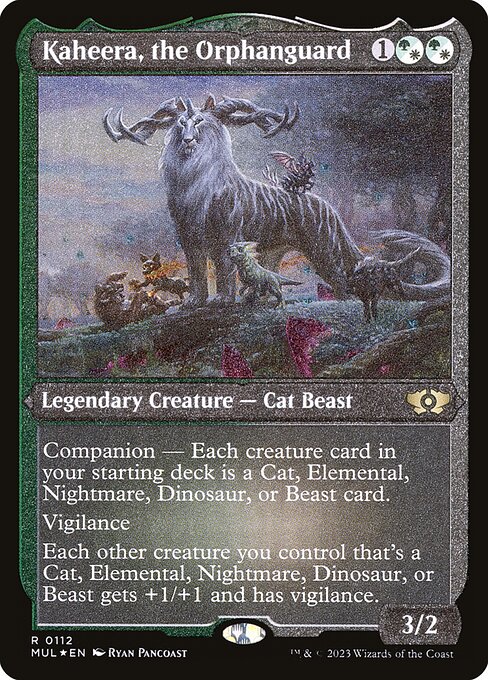 Kaheera, the Orphanguard 1
Legendary Creature — Cat Beast
Companion — Each creature card in
your starting deck is a Cat, Elemental,
Nightmare, Dinosaur, or Beast card.
Vigilance
Each other creature you control that's a
Cat, Elemental, Nightmare, Dinosaur, or
Beast gets +1/+1 and has vigilance.
3/2
R 0112
MUL★EN Ryan Pancoast
™ & © 2023 Wizards of the Coast